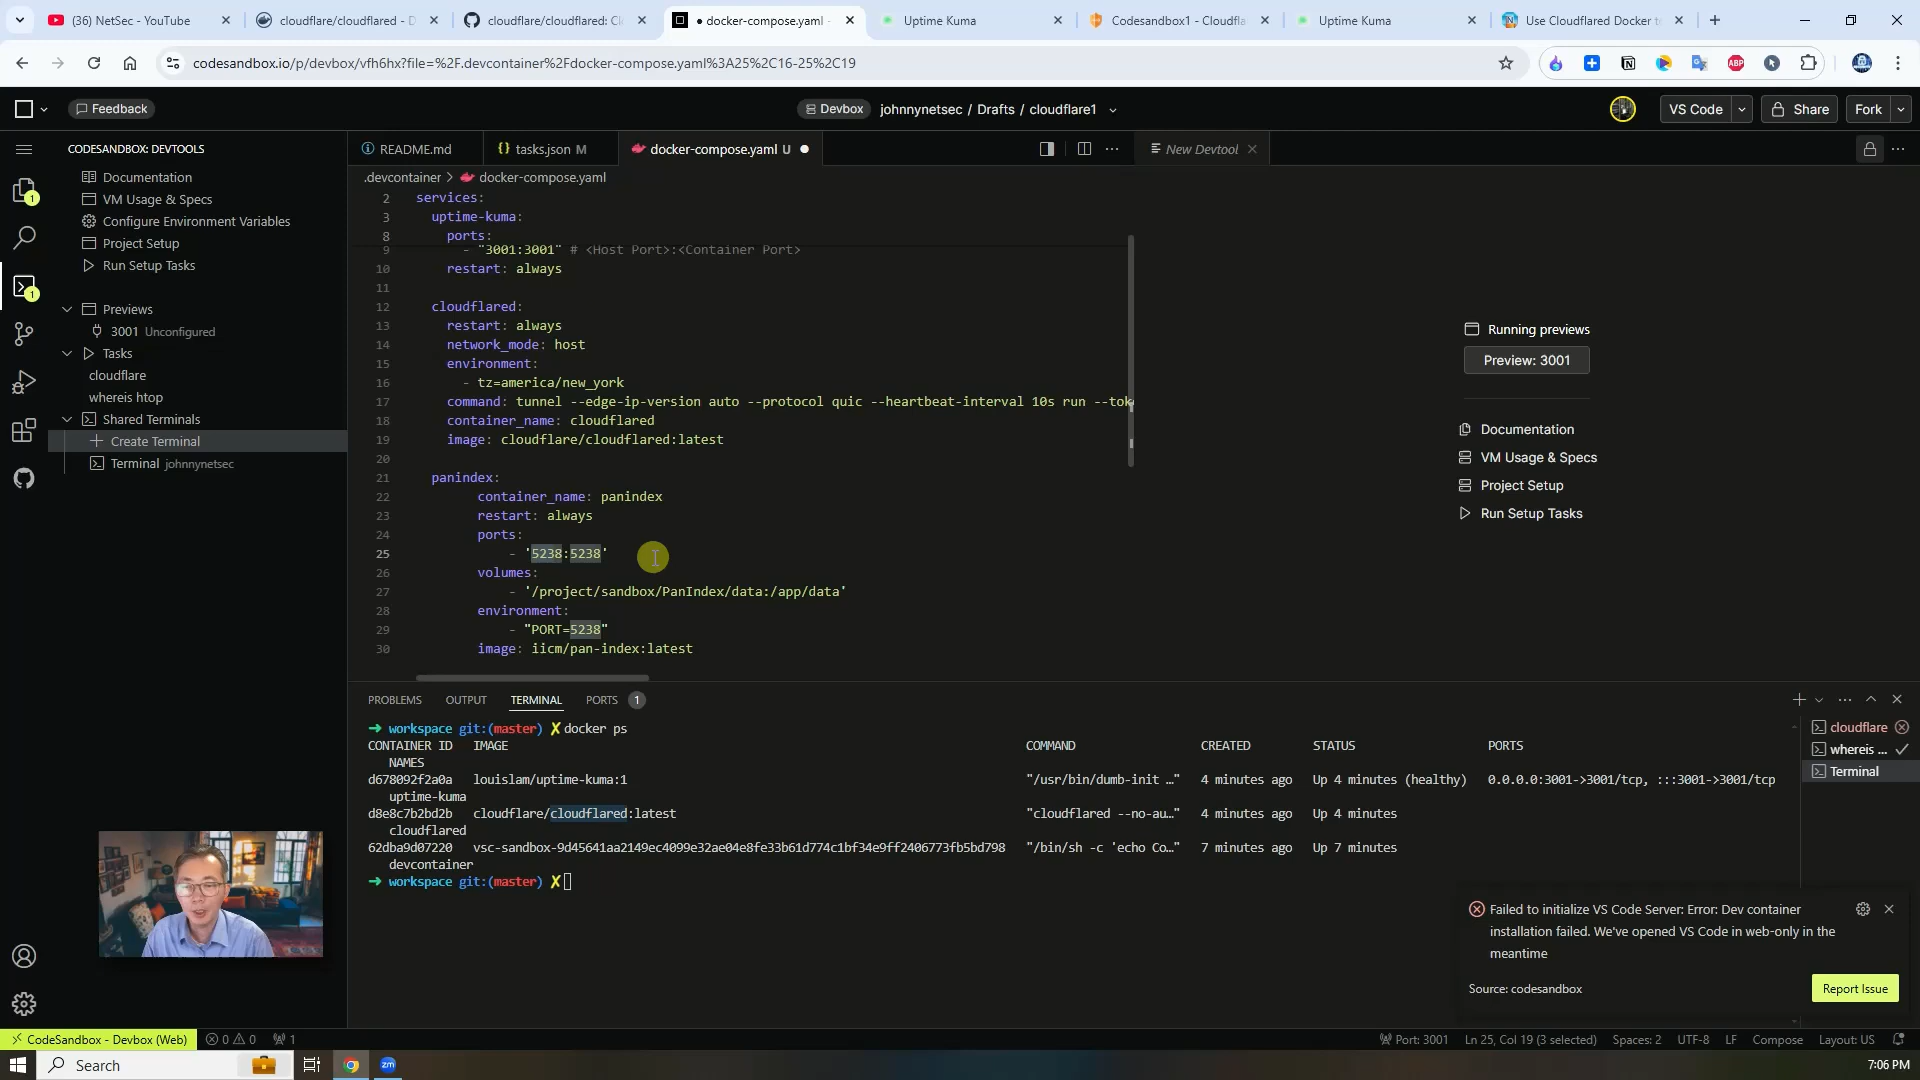 (36) NetSec - YouTube
cloudflare/cloudflared - D
cloudflare/cloudflared: Cl
• docker-compose.yaml -
Uptime Kuma
Codesandbox1 - Cloudfla
Uptime Kuma
Use Cloudflared Docker t
codesandbox.io/p/devbox/vfh6hx?file=%2F.devcontainer%2Fdocker-compose.yaml%3A25%2C16-25%2C19
Feedback
Devbox
johnnynetsec / Drafts / cloudflare1
VS Code
Share
Fork
CODESANDBOX: DEVTOOLS
Documentation
VM Usage & Specs
Configure Environment Variables
Project Setup
Run Setup Tasks
Previews
3001 Unconfigured
Tasks
cloudflare
whereis htop
Shared Terminals
Create Terminal
Terminal johnnynetsec
README.md
tasks.json M
docker-compose.yaml U
New Devtool
.devcontainer > docker-compose.yaml
2 services:
3 uptime-kuma:
8 ports:
9 - "3001:3001" # <Host Port>:<Container Port>
10 restart: always
11
12 cloudflared:
13 restart: always
14 network_mode: host
15 environment:
16 - tz=america/new_york
17 command: tunnel --edge-ip-version auto --protocol quic --heartbeat-interval 10s run --tok
18 container_name: cloudflared
19 image: cloudflare/cloudflared:latest
20
21 panindex:
22 container_name: panindex
23 restart: always
24 ports:
25 - '5238:5238'
26 volumes:
27 - '/project/sandbox/PanIndex/data:/app/data'
28 environment:
29 - "PORT=5238"
30 image: iicm/pan-index:latest
Running previews
Preview: 3001
Documentation
VM Usage & Specs
Project Setup
Run Setup Tasks
PROBLEMS OUTPUT TERMINAL PORTS 1
➜ workspace git:(master) ✗ docker ps
CONTAINER ID IMAGE COMMAND CREATED STATUS PORTS
NAMES
d678092f2a0a louislam/uptime-kuma:1 "/usr/bin/dumb-init …" 4 minutes ago Up 4 minutes (healthy) 0.0.0.0:3001->3001/tcp, :::3001->3001/tcp
uptime-kuma
d8e8c7b2bd2b cloudflare/cloudflared:latest "cloudflared --no-au…" 4 minutes ago Up 4 minutes
cloudflared
62dba9d07220 vsc-sandbox-9d45641aa2149ec4099e32ae04e8fe33b61d774c1bf34e9ff2406773fb5bd798 "/bin/sh -c 'echo Co…" 7 minutes ago Up 7 minutes
devcontainer
➜ workspace git:(master) ✗
cloudflare
whereis ...
Terminal
Failed to initialize VS Code Server: Error: Dev container
installation failed. We've opened VS Code in web-only in the
meantime
Source: codesandbox
Report Issue
CodeSandbox - Devbox (Web)
0 0
1
Port: 3001
Ln 25, Col 19 (3 selected)
Spaces: 2
UTF-8
LF
Compose
Layout: US
Search
zm
7:06 PM